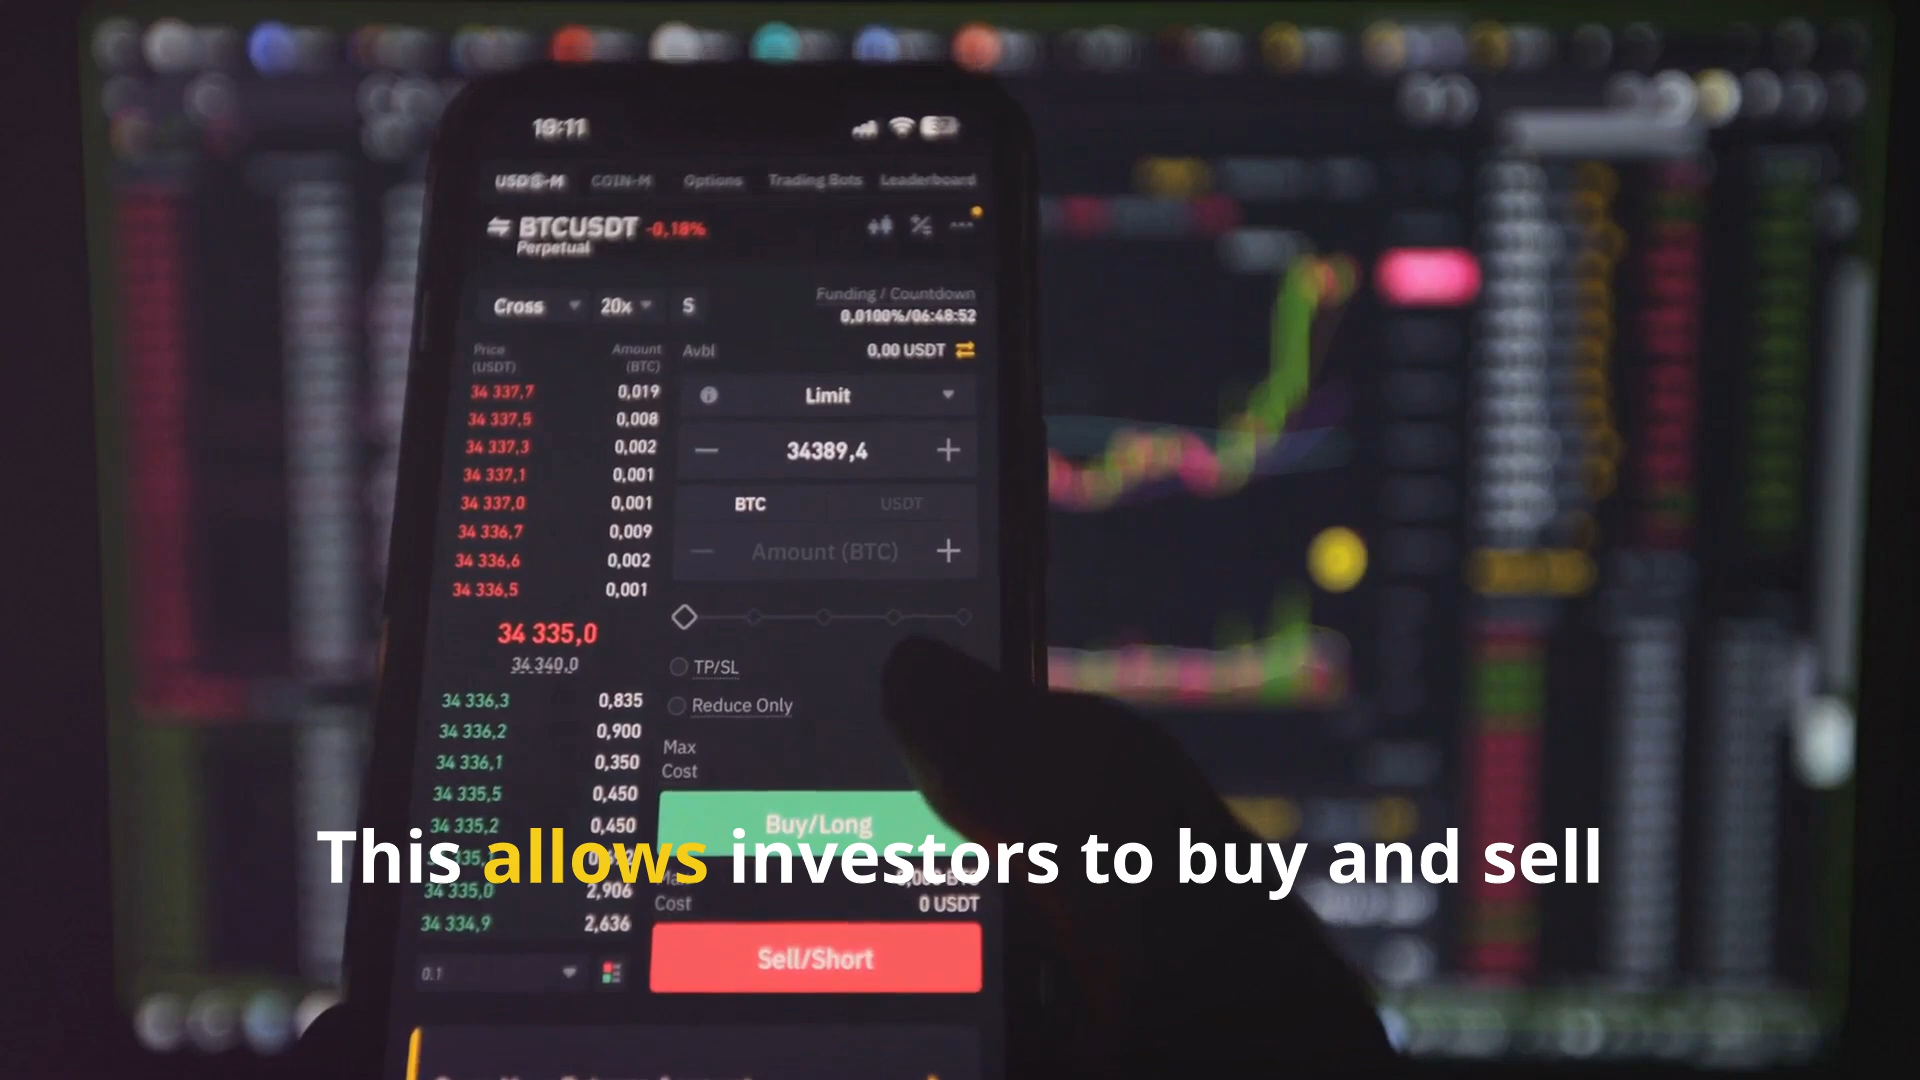 19:11
USDⓈ-M COIN-M Options Trading Bots Leaderboard
BTCUSDT -0,18%
Perpetual
Cross 20x S
Funding / Countdown
0,0100%/06:48:52
Price (USDT) Amount (BTC)
Avbl 0,00 USDT
34 337,7 0,019
34 337,5 0,008
34 337,3 0,002
34 337,1 0,001
34 337,0 0,001
34 336,7 0,009
34 336,6 0,002
34 336,5 0,001
34 335,0
34 340,0
34 336,3 0,835
34 336,2 0,900
34 336,1 0,350
34 335,5 0,450
34 335,2 0,450
34 335,0 2,906
34 334,9 2,636
0.1
Limit
34389,4
BTC USDT
Amount (BTC)
TP/SL
Reduce Only
Max
Cost
Buy/Long
This allows investors to buy and sell
Max
Cost 0 USDT
Sell/Short